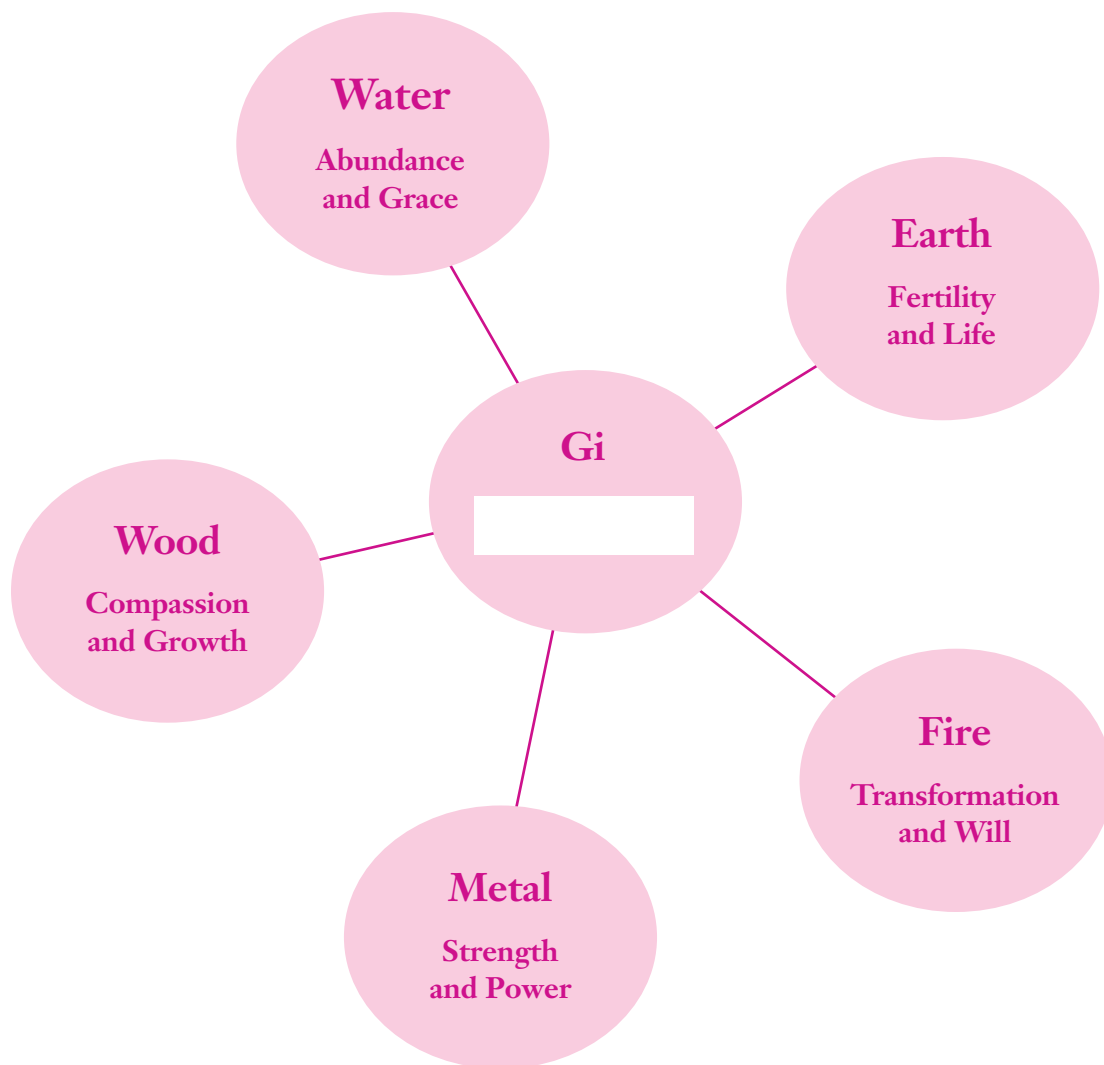 Water
Abundance
and Grace
Earth
Fertility
and Life
Gi
Wood
Compassion
and Growth
Fire
Transformation
and Will
Metal
Strength
and Power